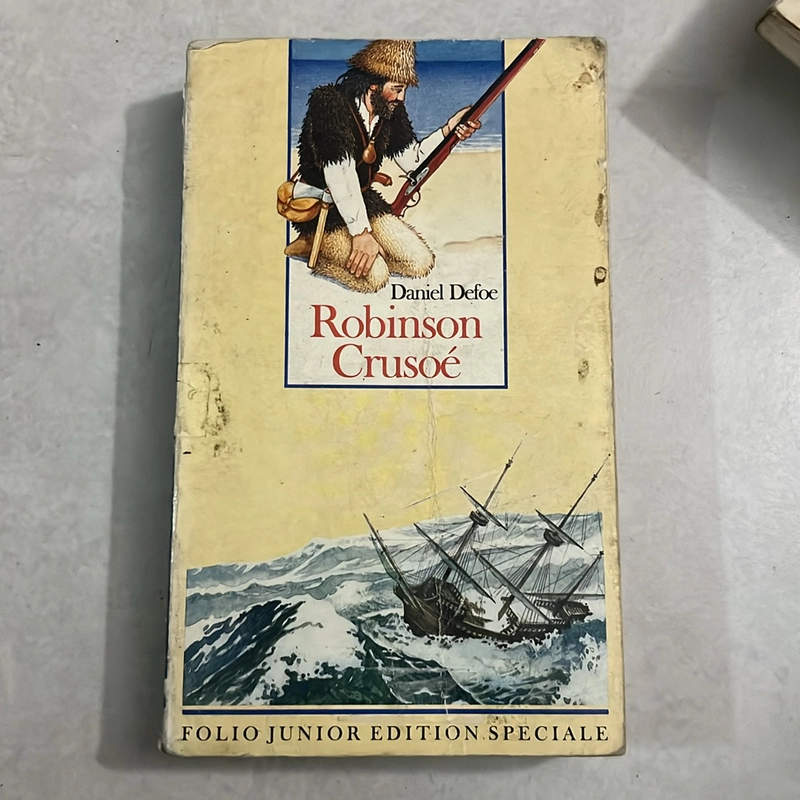 Daniel Defoe
Robinson
Crusoé
FOLIO JUNIOR EDITION SPECIALE